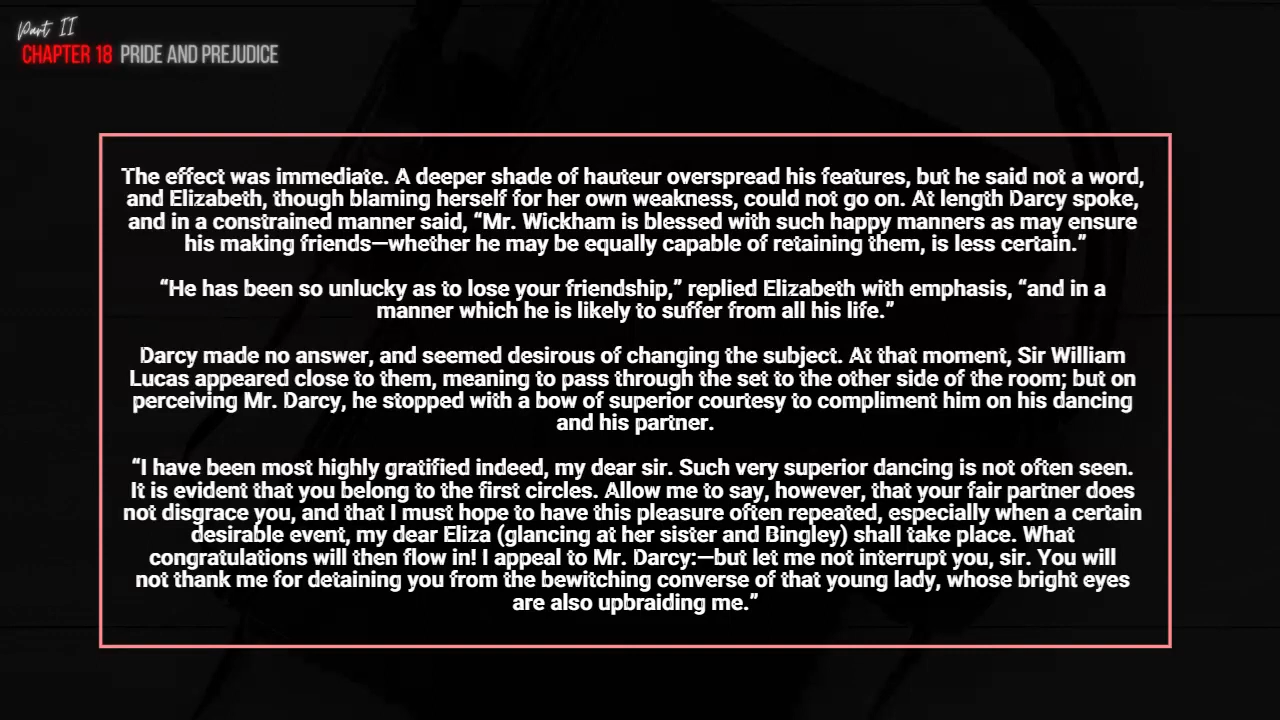 Part II
CHAPTER 18 PRIDE AND PREJUDICE
The effect was immediate. A deeper shade of hauteur overspread his features, but he said not a word,
and Elizabeth, though blaming herself for her own weakness, could not go on. At length Darcy spoke,
and in a constrained manner said, “Mr. Wickham is blessed with such happy manners as may ensure
his making friends—whether he may be equally capable of retaining them, is less certain.”
“He has been so unlucky as to lose your friendship,” replied Elizabeth with emphasis, “and in a
manner which he is likely to suffer from all his life.”
Darcy made no answer, and seemed desirous of changing the subject. At that moment, Sir William
Lucas appeared close to them, meaning to pass through the set to the other side of the room; but on
perceiving Mr. Darcy, he stopped with a bow of superior courtesy to compliment him on his dancing
and his partner.
“I have been most highly gratified indeed, my dear sir. Such very superior dancing is not often seen.
It is evident that you belong to the first circles. Allow me to say, however, that your fair partner does
not disgrace you, and that I must hope to have this pleasure often repeated, especially when a certain
desirable event, my dear Eliza (glancing at her sister and Bingley) shall take place. What
congratulations will then flow in! I appeal to Mr. Darcy:—but let me not interrupt you, sir. You will
not thank me for detaining you from the bewitching converse of that young lady, whose bright eyes
are also upbraiding me.”